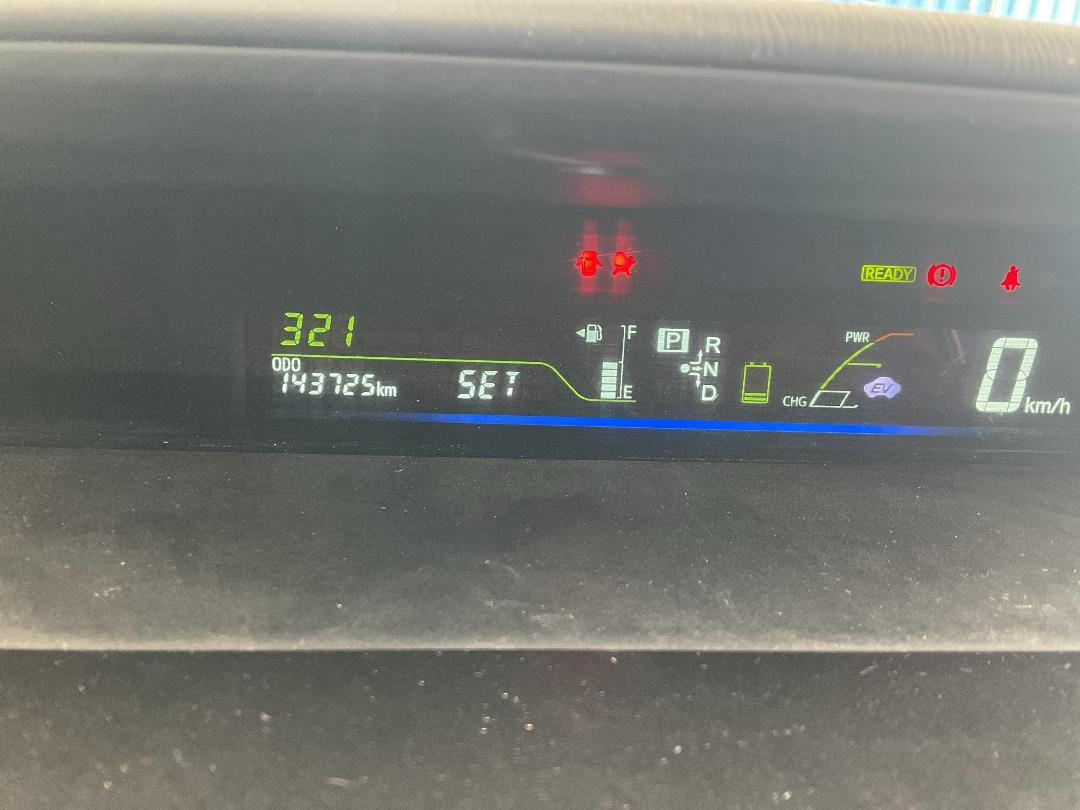 READY
321
F
P R
PWR
ODO
N
143725km SET
E
D
CHG
EV
0 km/h